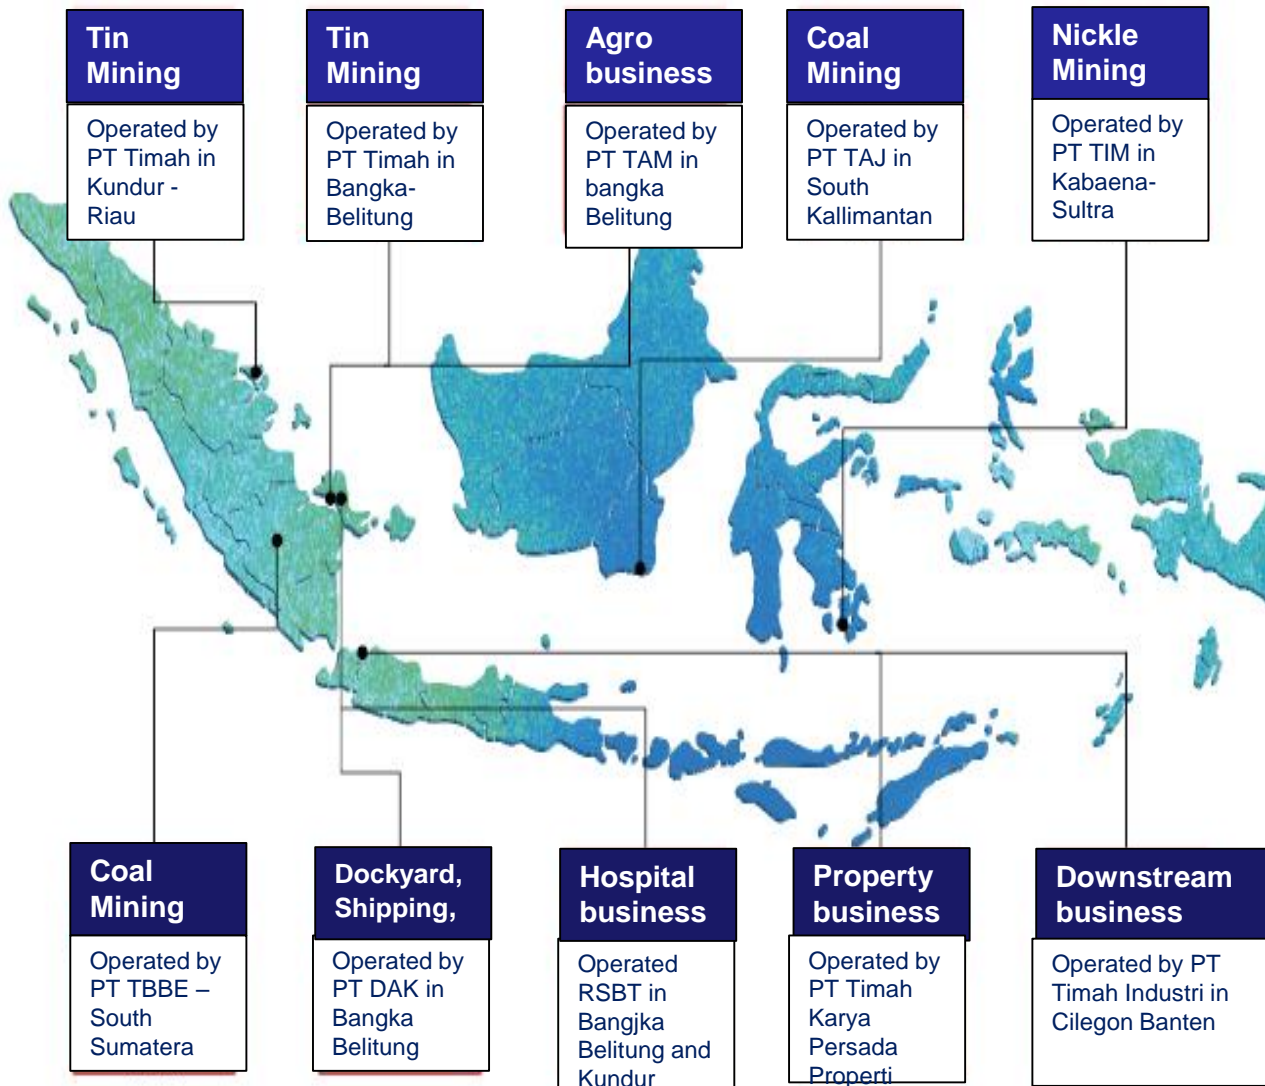 Tin
Mining
Operated by
PT Timah in
Kundur -
Riau
Tin
Mining
Operated by
PT Timah in
Bangka-
Belitung
Agro
business
Operated by
PT TAM in
bangka
Belitung
Coal
Mining
Operated by
PT TAJ in
South
Kallimantan
Nickle
Mining
Operated by
PT TIM in
Kabaena-
Sultra
Coal
Mining
Operated by
PT TBBE –
South
Sumatera
Dockyard,
Shipping,
Operated by
PT DAK in
Bangka
Belitung
Hospital
business
Operated
RSBT in
Bangjka
Belitung and
Kundur
Property
business
Operated by
PT Timah
Karya
Persada
Properti
Downstream
business
Operated by PT
Timah Industri in
Cilegon Banten